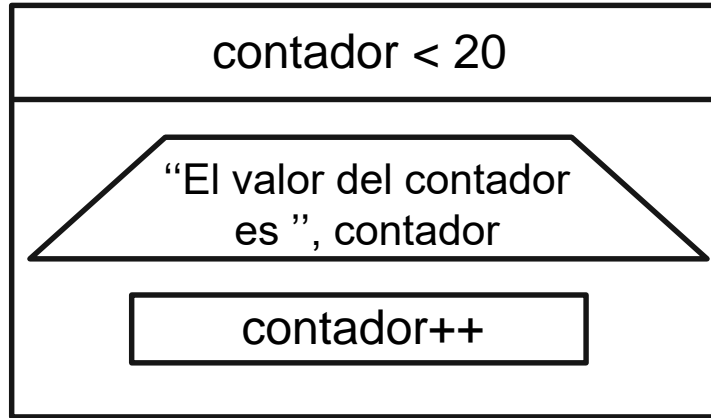 contador < 20
‘‘El valor del contador
es ’’, contador
contador++